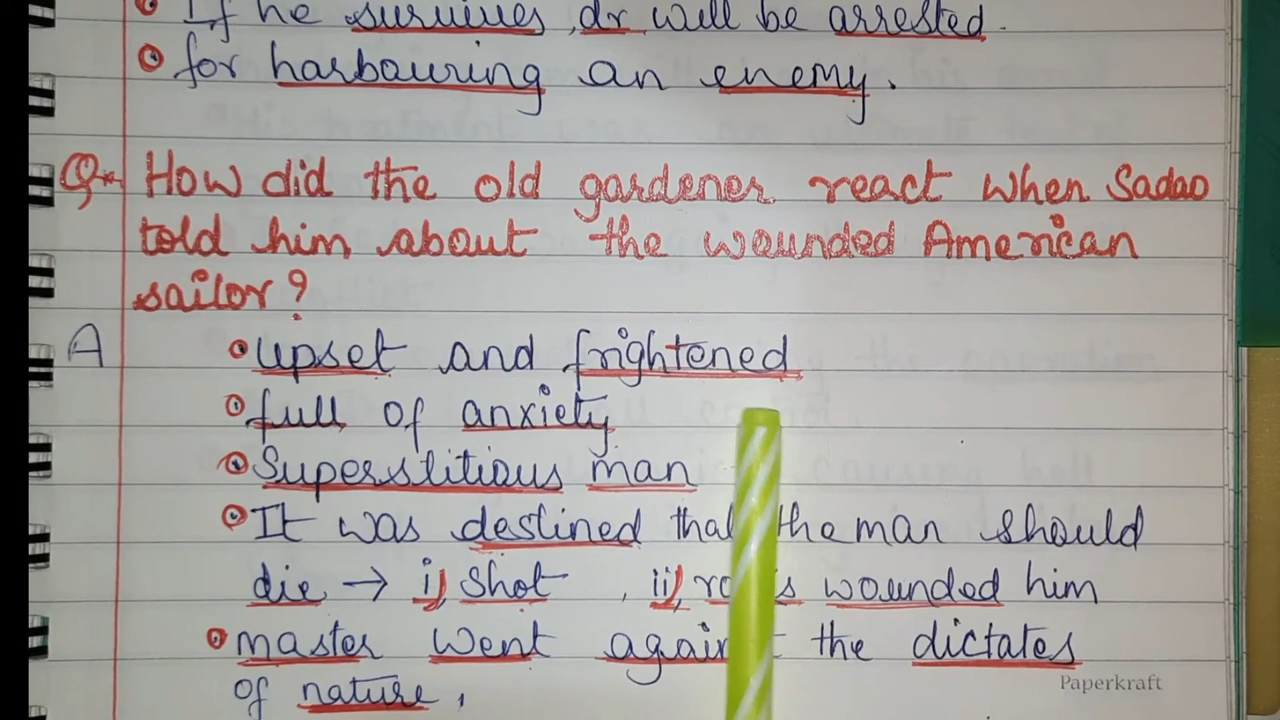 If he survives, dr will be arrested.
for harbouring an enemy.
Q- How did the old gardener react when Sadao
told him about the wounded American
sailor?
A upset and frightened
full of anxiety
Superstitious man
It was destined that the man should
die → i) shot , ii) wounded him
master went against the dictates
of nature,
Paperkraft